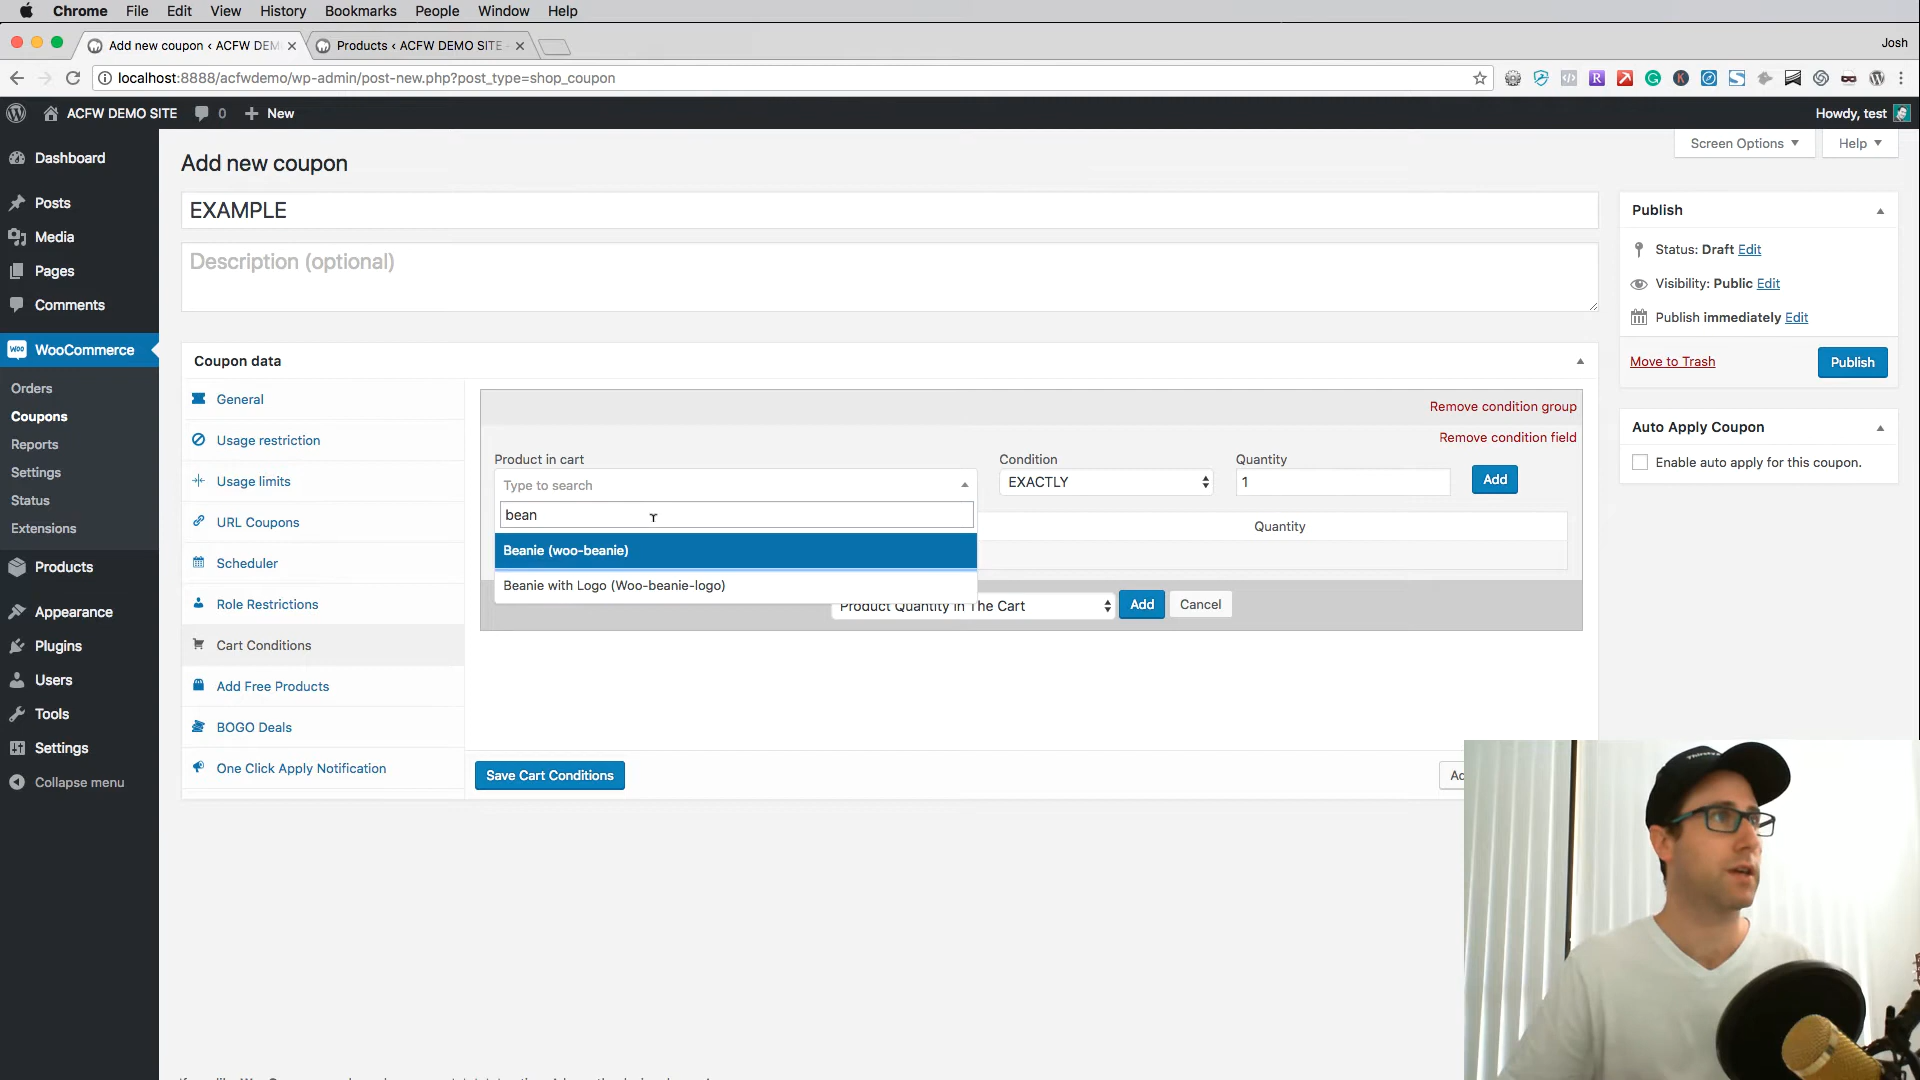 Chrome File Edit View History Bookmarks People Window Help
Add new coupon ‹ ACFW DEM
Products ‹ ACFW DEMO SITE
Josh
localhost:8888/acfwdemo/wp-admin/post-new.php?post_type=shop_coupon
ACFW DEMO SITE 0 New
Howdy, test
Screen Options
Help
Dashboard
Posts
Media
Pages
Comments
WooCommerce
Orders
Coupons
Reports
Settings
Status
Extensions
Products
Appearance
Plugins
Users
Tools
Settings
Collapse menu
Add new coupon
EXAMPLE
Description (optional)
Coupon data
General
Usage restriction
Usage limits
URL Coupons
Scheduler
Role Restrictions
Cart Conditions
Add Free Products
BOGO Deals
One Click Apply Notification
Remove condition group
Remove condition field
Product in cart
Condition
Quantity
Type to search
EXACTLY
1
Add
bean
Quantity
Beanie (woo-beanie)
Beanie with Logo (Woo-beanie-logo)
Product Quantity In The Cart
Add
Cancel
Save Cart Conditions
Publish
Status: Draft Edit
Visibility: Public Edit
Publish immediately Edit
Move to Trash
Publish
Auto Apply Coupon
Enable auto apply for this coupon.